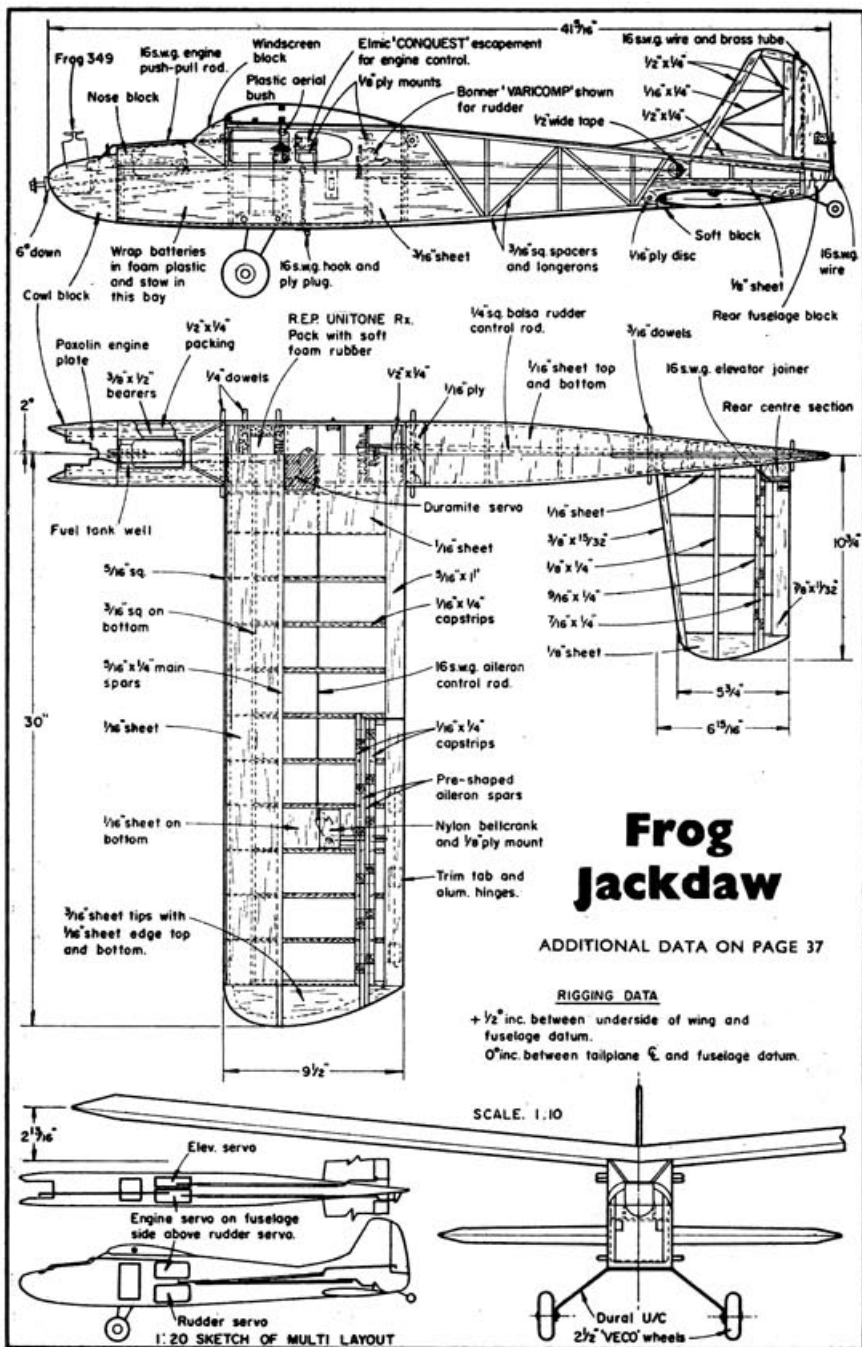 41 5/16"
Frog 349
16 s.w.g. engine
push-pull rod.
Windscreen
block
Plastic aerial
bush
Elmic 'CONQUEST' escapement
for engine control.
1/8" ply mounts
Bonner 'VARICOMP' shown
for rudder
1/2" wide tape
16 s.w.g. wire and brass tube
1/2" x 1/4"
1/16" x 1/4"
1/2" x 1/4"
Nose block
6° down
Cowl block
Wrap batteries
in foam plastic
and stow in
this bay
16 s.w.g. hook and
ply plug.
3/16" sheet
3/16" sq. spacers
and longerons
1/16" ply disc
Soft block
1/8" sheet
16 s.w.g.
wire
Rear fuselage block
Paxolin engine
plate
1/2" x 1/4"
packing
3/8" x 1/2"
bearers
1/4" dowels
R.E.P. UNITONE Rx.
Pack with soft
foam rubber
1/2" x 1/4"
1/16" ply
1/4" sq. balsa rudder
control rod.
1/16" sheet top
and bottom
3/16" dowels
16 s.w.g. elevator joiner
Rear centre section
2°
Fuel tank well
Duramite servo
1/16" sheet
5/16" sq.
3/16" sq on
bottom
5/16" x 1/4" main
spars
1/16" sheet
1/16" sheet on
bottom
3/16" sheet tips with
1/16" sheet edge top
and bottom.
30"
9 1/2"
5/16" x 1"
1/16" x 1/4"
capstrips
16 s.w.g. aileron
control rod.
1/16" x 1/4"
capstrips
Pre-shaped
aileron spars
Nylon bellcrank
and 1/8" ply mount
Trim tab and
alum. hinges.
1/16" sheet
3/8" x 15/32"
1/8" x 1/4"
9/16" x 1/4"
7/16" x 1/4"
1/8" sheet
7/8" x 11/32"
10 3/4"
5 3/4"
6 15/16"
Frog
Jackdaw
ADDITIONAL DATA ON PAGE 37
RIGGING DATA
+ 1/2° inc. between underside of wing and
fuselage datum.
0° inc. between tailplane ℄ and fuselage datum.
SCALE. 1:10
2 13/16"
Elev. servo
Engine servo on fuselage
side above rudder servo.
Rudder servo
1:20 SKETCH OF MULTI LAYOUT
Dural U/C
2 1/2" "VECO" wheels